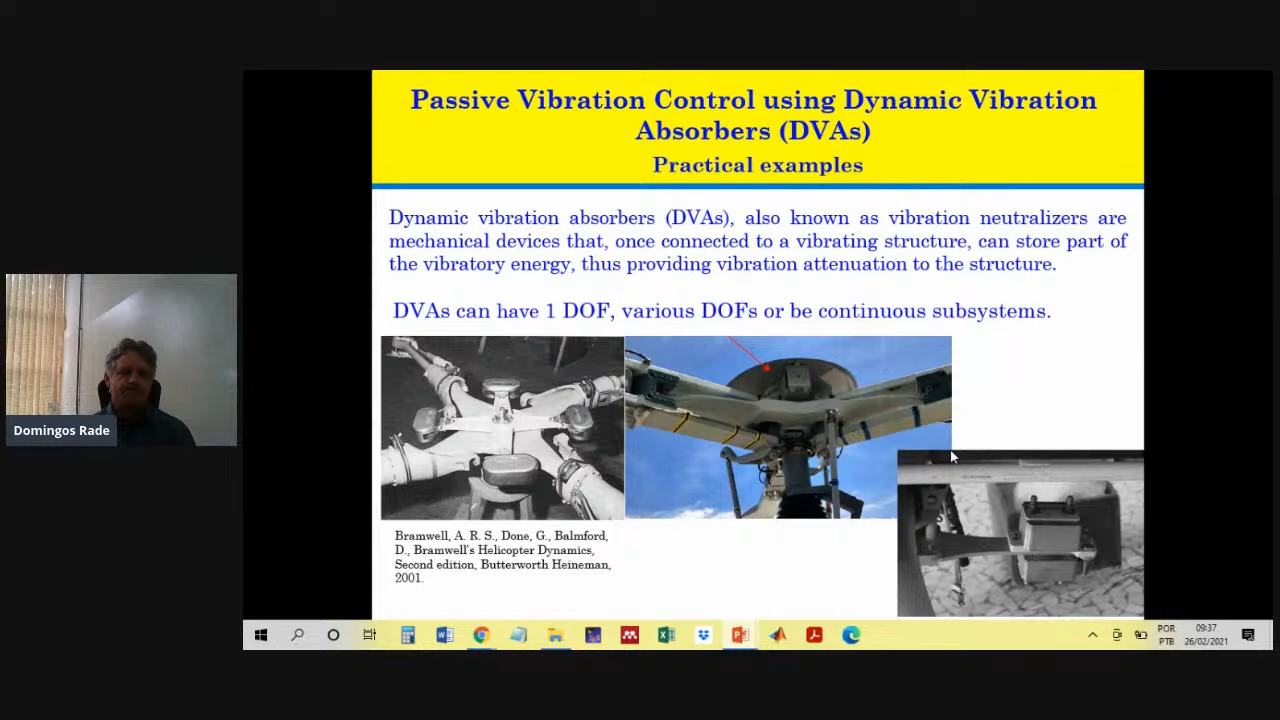 Passive Vibration Control using Dynamic Vibration
Absorbers (DVAs)
Practical examples
Dynamic vibration absorbers (DVAs), also known as vibration neutralizers are
mechanical devices that, once connected to a vibrating structure, can store part of
the vibratory energy, thus providing vibration attenuation to the structure.
DVAs can have 1 DOF, various DOFs or be continuous subsystems.
Domingos Rade
Bramwell, A. R. S., Done, G., Balmford,
D., Bramwell's Helicopter Dynamics,
Second edition, Butterworth Heineman,
2001.
POR
PTB
09:37
26/02/2021